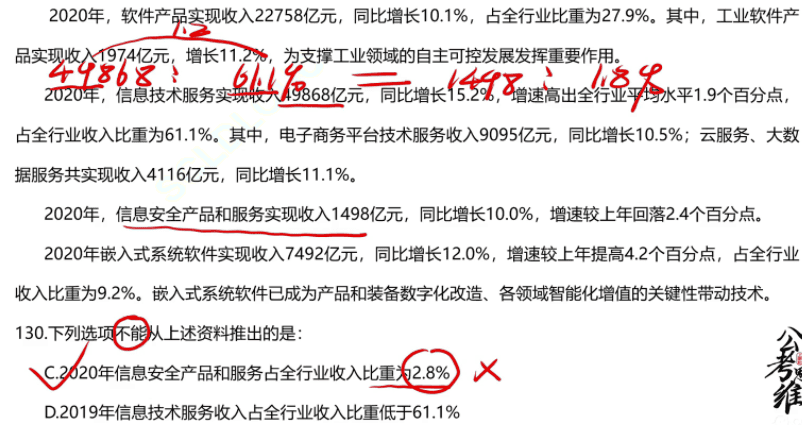 2020年，软件产品实现收入22758亿元，同比增长10.1%，占全行业比重为27.9%。其中，工业软件产
1.2
品实现收入1974亿元，增长11.2%，为支撑工业领域的自主可控发展发挥重要作用。
49868 : 61.1% = 1498 : 1.8%
2020年，信息技术服务实现收入49868亿元，同比增长15.2%，增速高出全行业平均水平1.9个百分点，
占全行业收入比重为61.1%。其中，电子商务平台技术服务收入9095亿元，同比增长10.5%；云服务、大数
据服务共实现收入4116亿元，同比增长11.1%。
2020年，信息安全产品和服务实现收入1498亿元，同比增长10.0%，增速较上年回落2.4个百分点。
2020年嵌入式系统软件实现收入7492亿元，同比增长12.0%，增速较上年提高4.2个百分点，占全行业
收入比重为9.2%。嵌入式系统软件已成为产品和装备数字化改造、各领域智能化增值的关键性带动技术。
130.下列选项不能从上述资料推出的是：
C.2020年信息安全产品和服务占全行业收入比重为2.8%
D.2019年信息技术服务收入占全行业收入比重低于61.1%
公考维